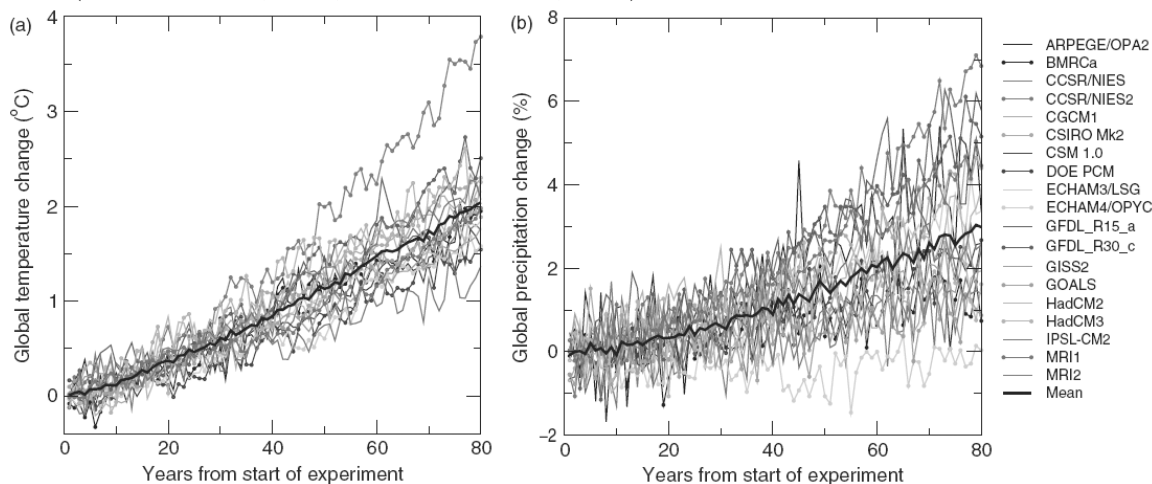 (a)
Global temperature change (°C)
4
3
2
1
0
0
20
40
60
80
Years from start of experiment
(b)
Global precipitation change (%)
8
6
4
2
0
−2
0
20
40
60
80
Years from start of experiment
ARPEGE/OPA2
BMRCa
CCSR/NIES
CCSR/NIES2
CGCM1
CSIRO Mk2
CSM 1.0
DOE PCM
ECHAM3/LSG
ECHAM4/OPYC
GFDL_R15_a
GFDL_R30_c
GISS2
GOALS
HadCM2
HadCM3
IPSL-CM2
MRI1
MRI2
Mean